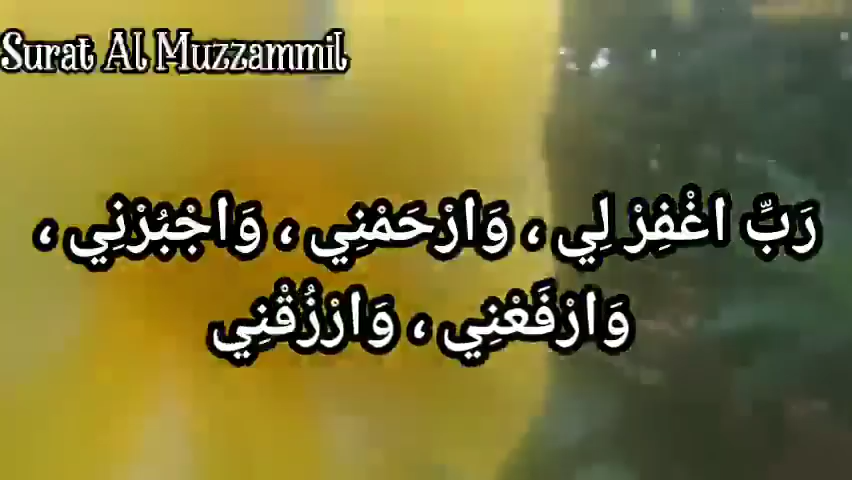 Surat Al Muzzammil
رَبِّ اغْفِرْ لِي ، وَارْحَمْنِي ، وَاجْبُرْنِي ،
وَارْفَعْنِي ، وَارْزُقْنِي